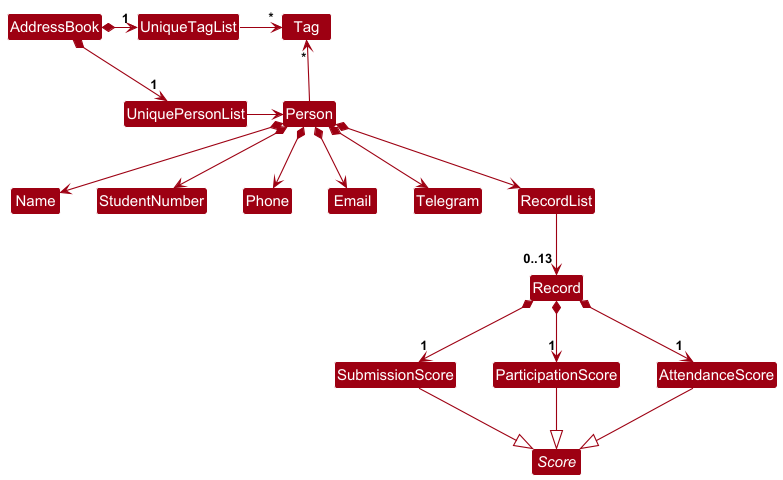 AddressBook
1
UniqueTagList
*
Tag
*
1
UniquePersonList
Person
Name
StudentNumber
Phone
Email
Telegram
RecordList
0..13
Record
1
1
1
SubmissionScore
ParticipationScore
AttendanceScore
Score